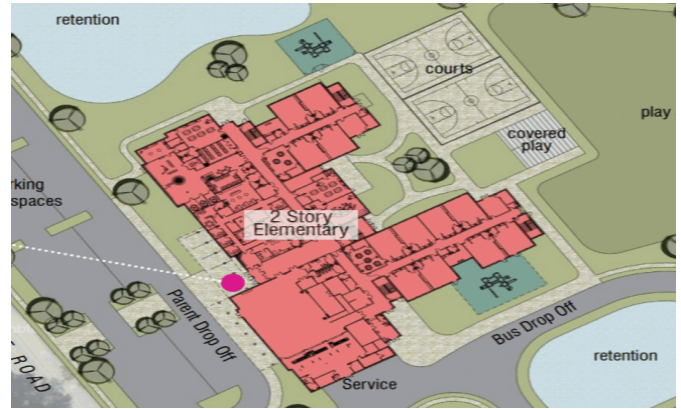 retention
courts
covered
play
play
rking
spaces
2 Story
Elementary
Parent Drop Off
Bus Drop Off
retention
Service
ROAD